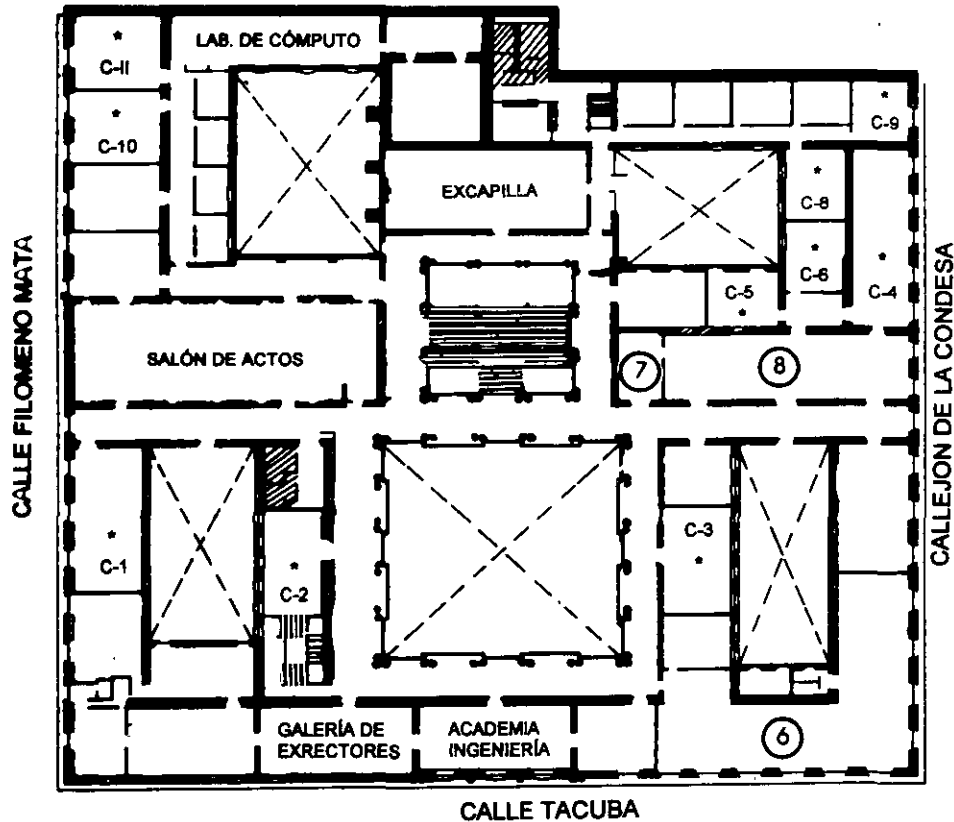 LAB. DE CÓMPUTO
*
C-II
*
C-10
*
C-9
EXCAPILLA
*
C-8
*
C-6
*
C-4
C-5
*
SALÓN DE ACTOS
7
8
CALLE FILOMENO MATA
CALLEJON DE LA CONDESA
*
C-1
*
C-2
C-3
*
GALERÍA DE
EXRECTORES
ACADEMIA
INGENIERÍA
6
CALLE TACUBA